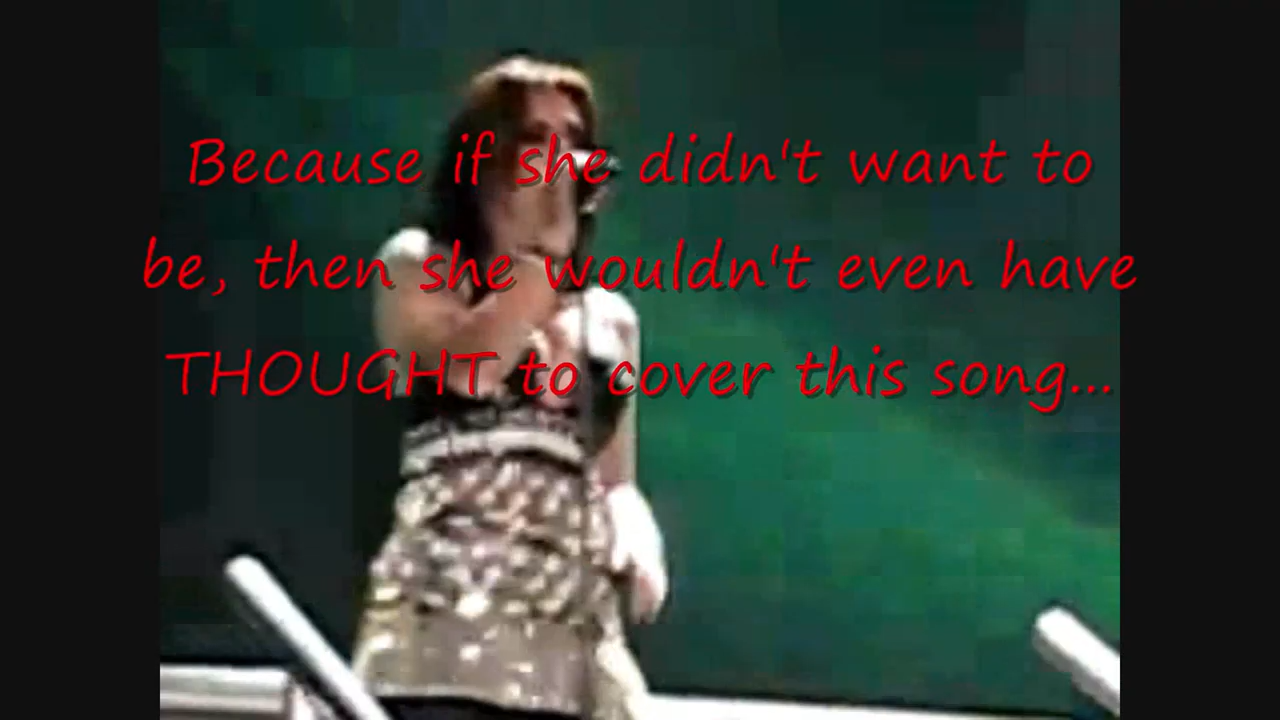 Because if she didn't want to
be, then she wouldn't even have
THOUGHT to cover this song...